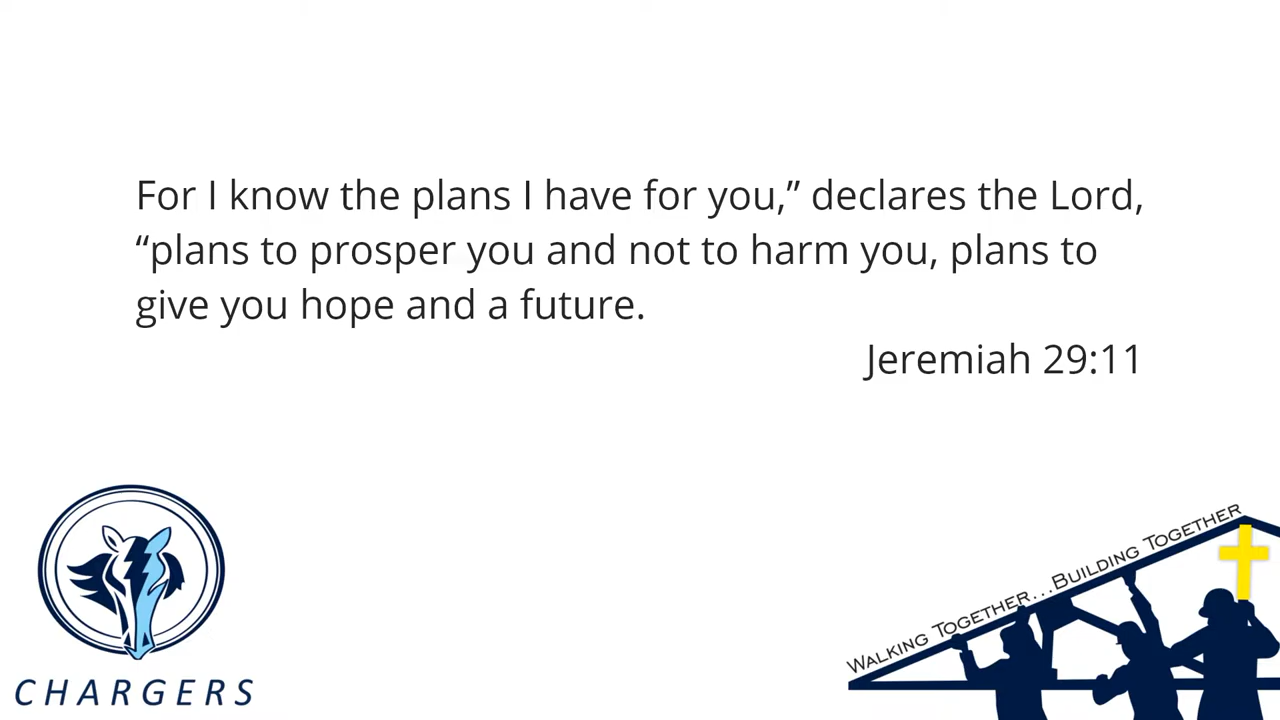 For I know the plans I have for you,” declares the Lord,
“plans to prosper you and not to harm you, plans to
give you hope and a future.
Jeremiah 29:11
CHARGERS
WALKING TOGETHER...BUILDING TOGETHER